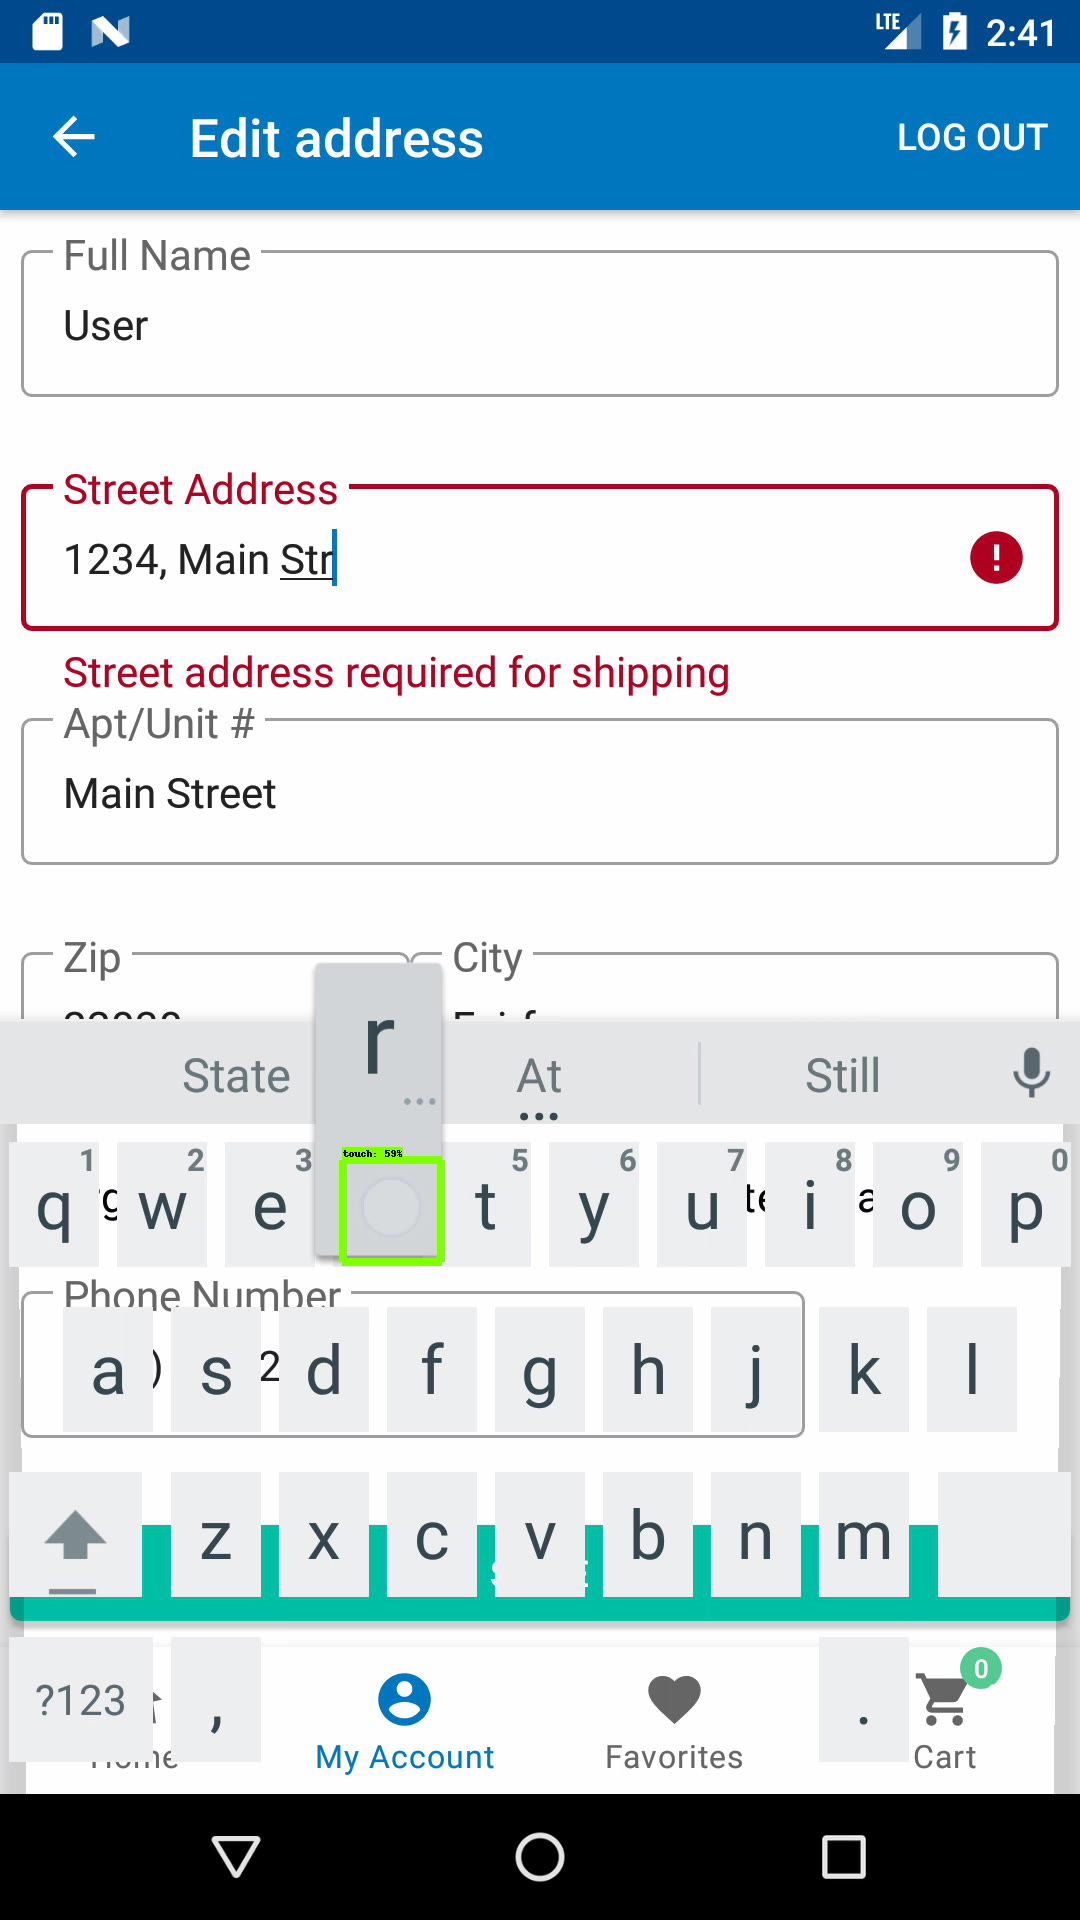 LTE 2:41
Edit address LOG OUT
Full Name
User
Street Address
1234, Main Str
!
Street address required for shipping
Apt/Unit #
Main Street
Zip City
r
State At Still
touch: 59%
1 2 3 5 6 7 8 9 0
q w e t y u i o p
Phone Number
a s d f g h j k l
z x c v b n m
?123 , . 0
Home My Account Favorites Cart